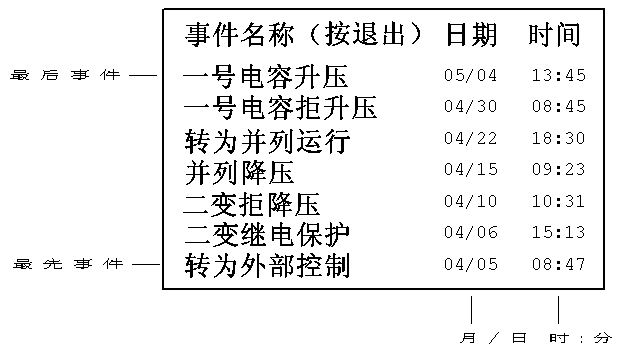 事件名称（按退出） 日期 时间
最后事件 一号电容升压 05/04 13:45
一号电容拒升压 04/30 08:45
转为并列运行 04/22 18:30
并列降压 04/15 09:23
二变拒降压 04/10 10:31
二变继电保护 04/06 15:13
最先事件 转为外部控制 04/05 08:47
月/日 时:分